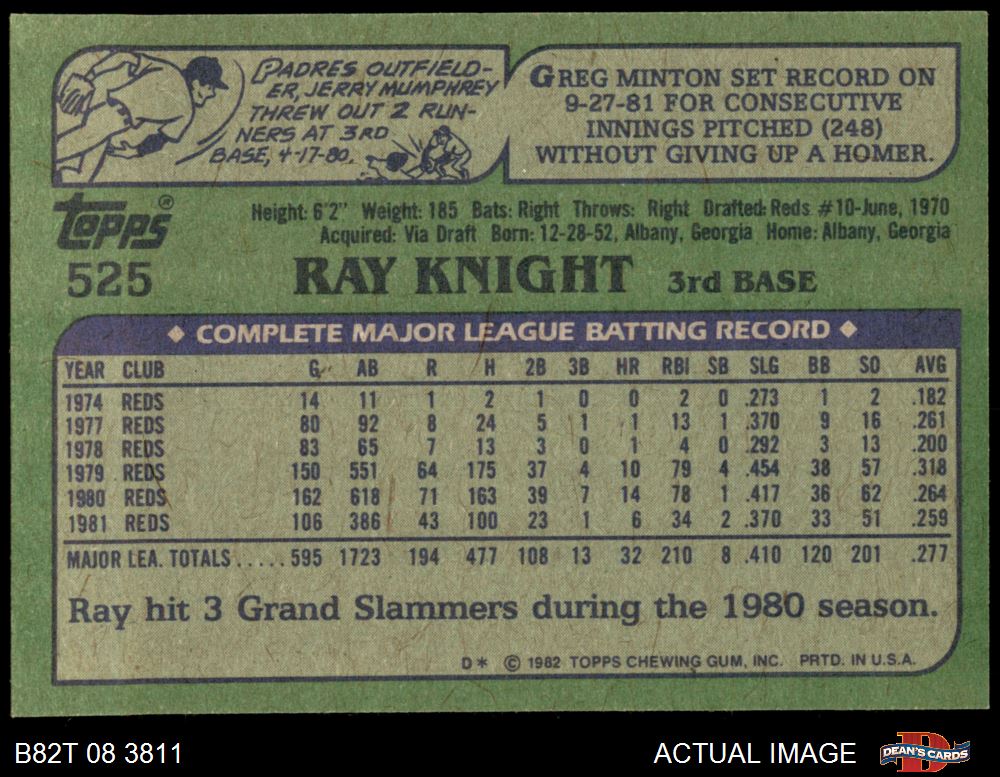 PADRES OUTFIELD-
ER, JERRY MUMPHREY
THREW OUT 2 RUN-
NERS AT 3RD
BASE, 4-17-80.
GREG MINTON SET RECORD ON
9-27-81 FOR CONSECUTIVE
INNINGS PITCHED (248)
WITHOUT GIVING UP A HOMER.
TOPPS®
525
Height: 6'2" Weight: 185 Bats: Right Throws: Right Drafted: Reds #10-June, 1970
Acquired: Via Draft Born: 12-28-52, Albany, Georgia Home: Albany, Georgia
RAY KNIGHT 3rd BASE
◆ COMPLETE MAJOR LEAGUE BATTING RECORD ◆
YEAR CLUB G AB R H 2B 3B HR RBI SB SLG BB SO AVG
1974 REDS 14 11 1 2 1 0 0 2 0 .273 1 2 .182
1977 REDS 80 92 8 24 5 1 1 13 1 .370 9 16 .261
1978 REDS 83 65 7 13 3 0 1 4 0 .292 3 13 .200
1979 REDS 150 551 64 175 37 4 10 79 4 .454 38 57 .318
1980 REDS 162 618 71 163 39 7 14 78 1 .417 36 62 .264
1981 REDS 106 386 43 100 23 1 6 34 2 .370 33 51 .259
MAJOR LEA. TOTALS ..... 595 1723 194 477 108 13 32 210 8 .410 120 201 .277
Ray hit 3 Grand Slammers during the 1980 season.
D* © 1982 TOPPS CHEWING GUM, INC. PRTD. IN U.S.A.
B82T 08 3811
ACTUAL IMAGE
D
DEAN'S CARDS